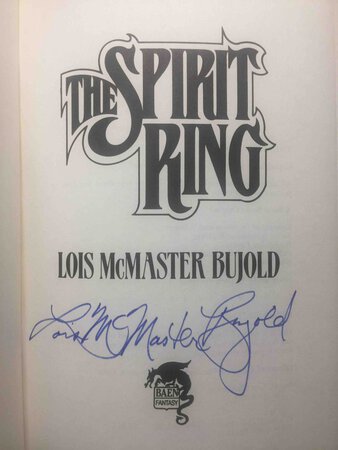 THE SPIRIT
RING
LOIS McMASTER BUJOLD
Lois McMaster Bujold
BAEN
FANTASY